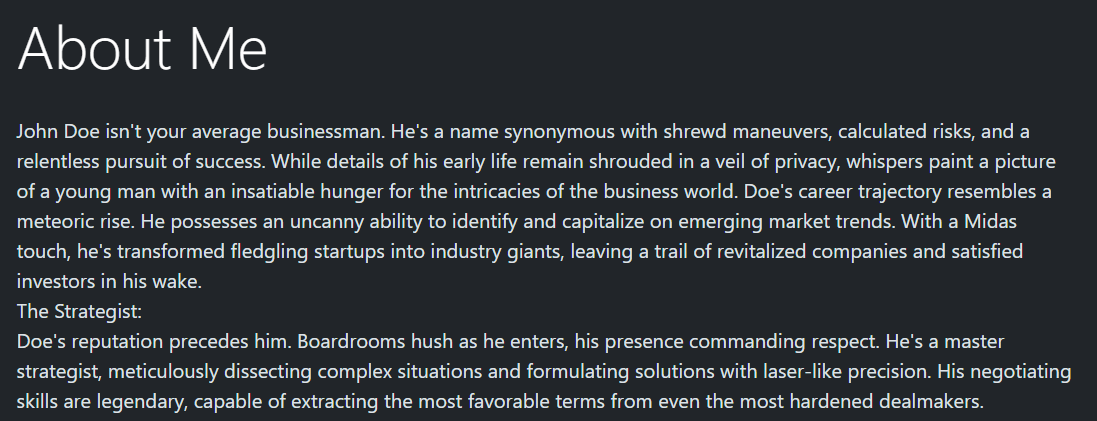 About Me
John Doe isn't your average businessman. He's a name synonymous with shrewd maneuvers, calculated risks, and a
relentless pursuit of success. While details of his early life remain shrouded in a veil of privacy, whispers paint a picture
of a young man with an insatiable hunger for the intricacies of the business world. Doe's career trajectory resembles a
meteoric rise. He possesses an uncanny ability to identify and capitalize on emerging market trends. With a Midas
touch, he's transformed fledgling startups into industry giants, leaving a trail of revitalized companies and satisfied
investors in his wake.
The Strategist:
Doe's reputation precedes him. Boardrooms hush as he enters, his presence commanding respect. He's a master
strategist, meticulously dissecting complex situations and formulating solutions with laser-like precision. His negotiating
skills are legendary, capable of extracting the most favorable terms from even the most hardened dealmakers.